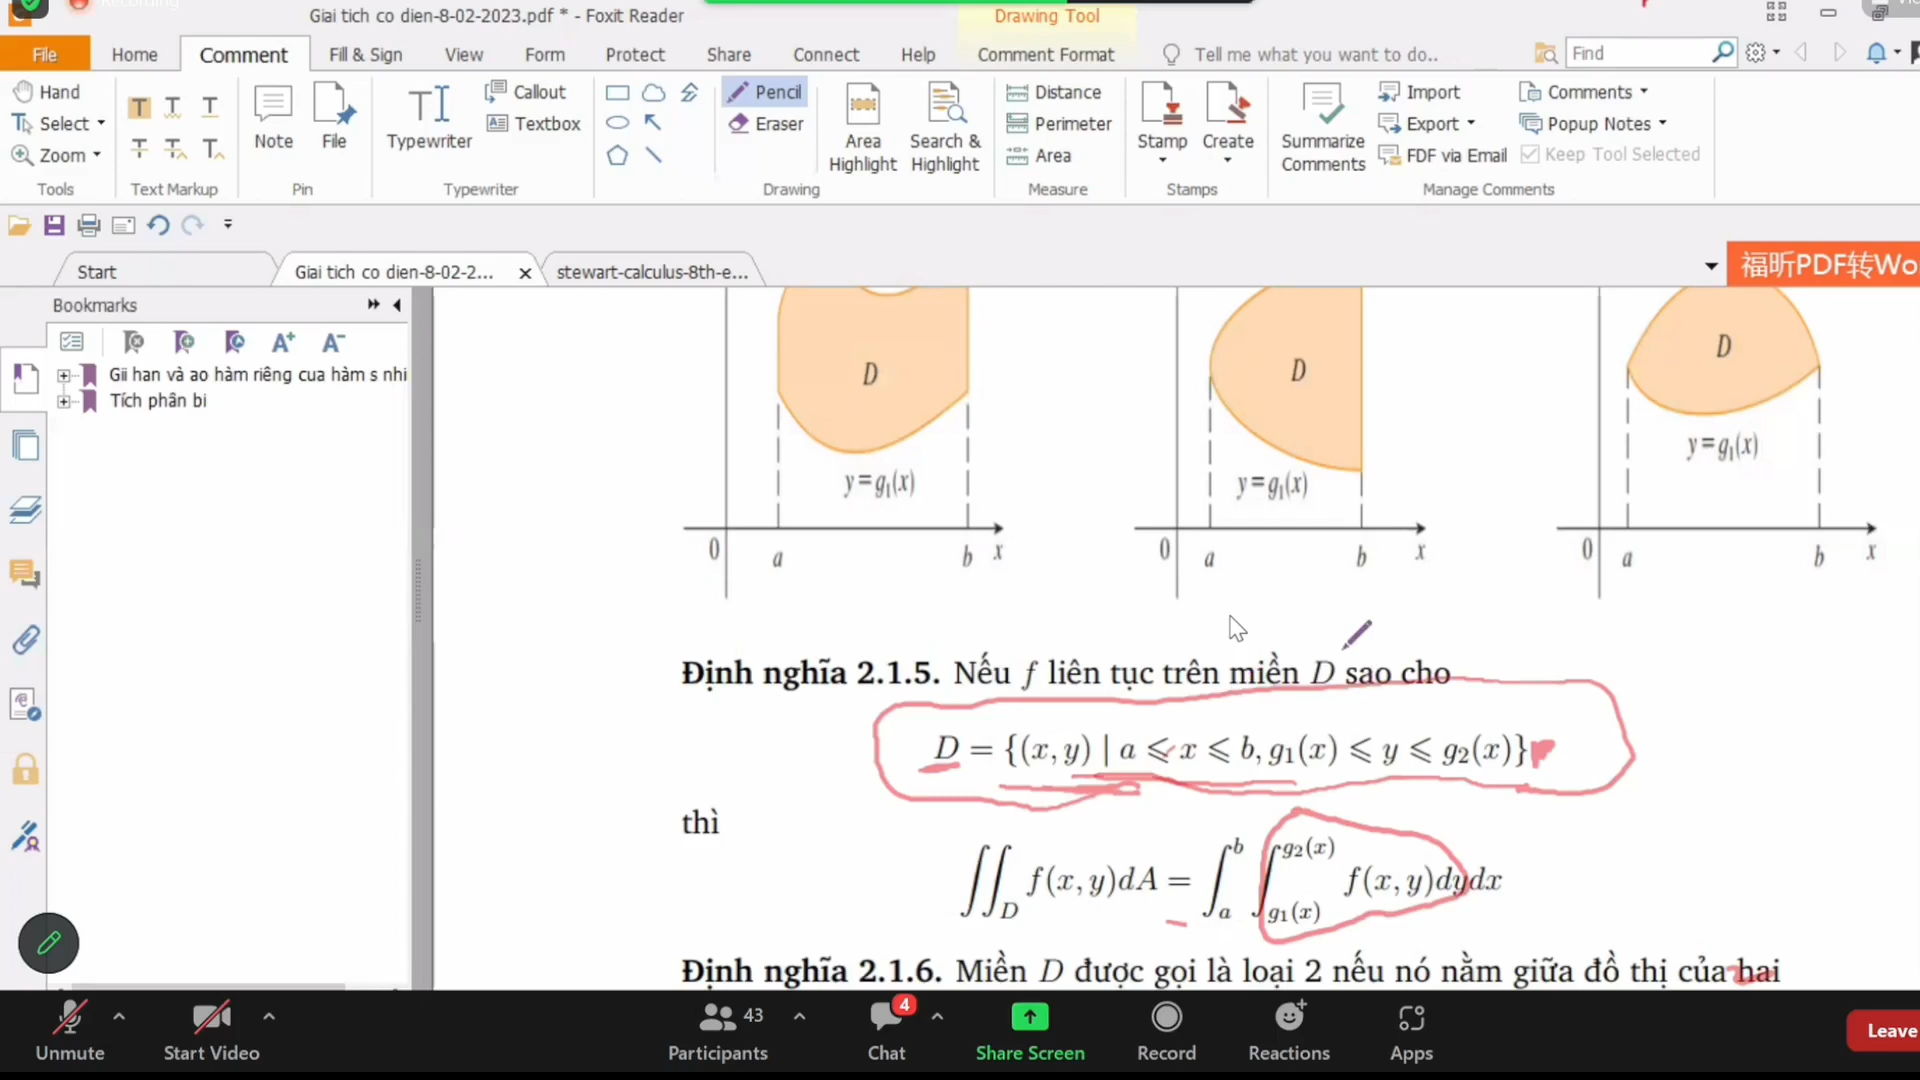 Recording
Giai tich co dien-8-02-2023.pdf * - Foxit Reader
Drawing Tool
File
Home
Comment
Fill & Sign
View
Form
Protect
Share
Connect
Help
Comment Format
Tell me what you want to do..
Find
Hand
Select
Zoom
Tools
Text Markup
Note
File
Pin
Typewriter
Callout
Textbox
Typewriter
Pencil
Eraser
Area Highlight
Search & Highlight
Drawing
Distance
Perimeter
Area
Measure
Stamp
Create
Stamps
Summarize Comments
Import
Export
FDF via Email
Comments
Popup Notes
Keep Tool Selected
Manage Comments
Start
Giai tich co dien-8-02-2...
stewart-calculus-8th-e...
福昕PDF转Wo
Bookmarks
Gii han và ao hàm riêng cua hàm s nhi
Tích phân bi
D
y=g₁(x)
0 a b x
D
y=g₁(x)
0 a b x
D
y=g₁(x)
0 a b x
Định nghĩa 2.1.5. Nếu f liên tục trên miền D sao cho
D = {(x, y) | a ⩽ x ⩽ b, g₁(x) ⩽ y ⩽ g₂(x)}
thì
∬_D f(x, y)dA = ∫_a^b ∫_{g₁(x)}^{g₂(x)} f(x, y)dydx
Định nghĩa 2.1.6. Miền D được gọi là loại 2 nếu nó nằm giữa đồ thị của hai
Unmute
Start Video
43
Participants
4
Chat
Share Screen
Record
Reactions
Apps
Leave